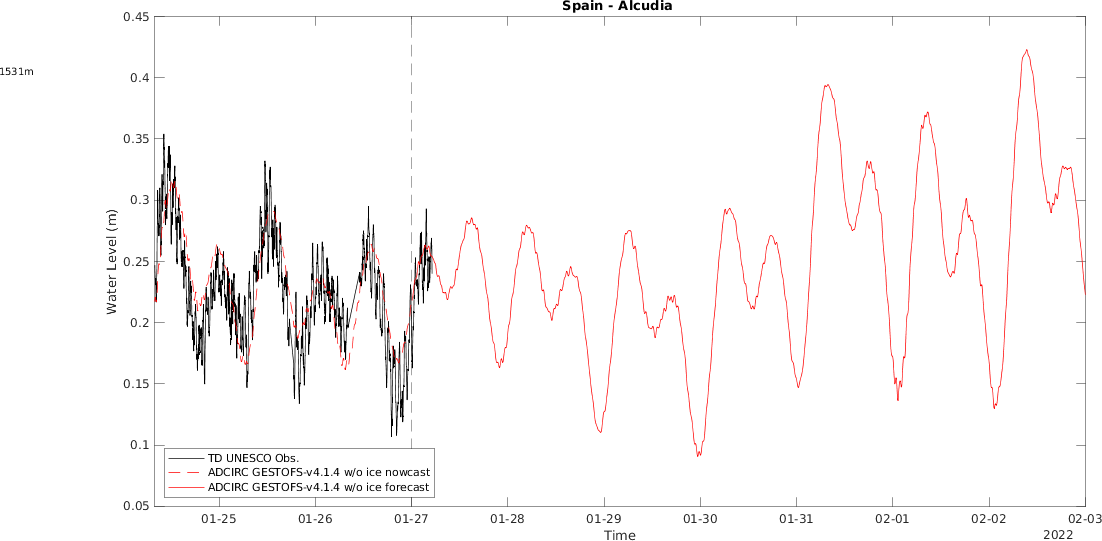 Spain - Alcudia
1531m
0.45
0.4
0.35
0.3
0.25
0.2
0.15
0.1
0.05
Water Level (m)
TD UNESCO Obs.
ADCIRC GESTOFS-v4.1.4 w/o ice nowcast
ADCIRC GESTOFS-v4.1.4 w/o ice forecast
01-25 01-26 01-27 01-28 01-29 01-30 01-31 02-01 02-02 02-03
Time
2022